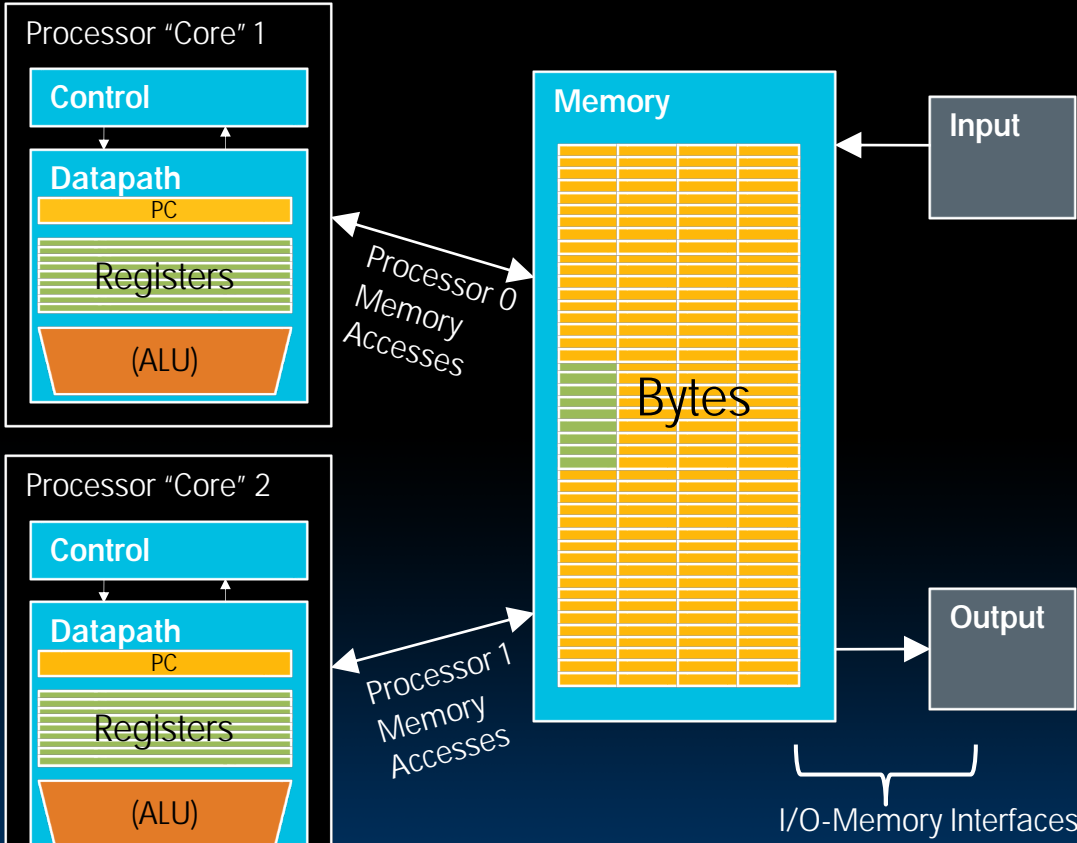 Processor “Core” 1
Control
Datapath
PC
Registers
(ALU)
Processor 0
Memory
Accesses
Memory
Bytes
Input
Processor “Core” 2
Control
Datapath
PC
Registers
(ALU)
Processor 1
Memory
Accesses
Output
I/O-Memory Interfaces